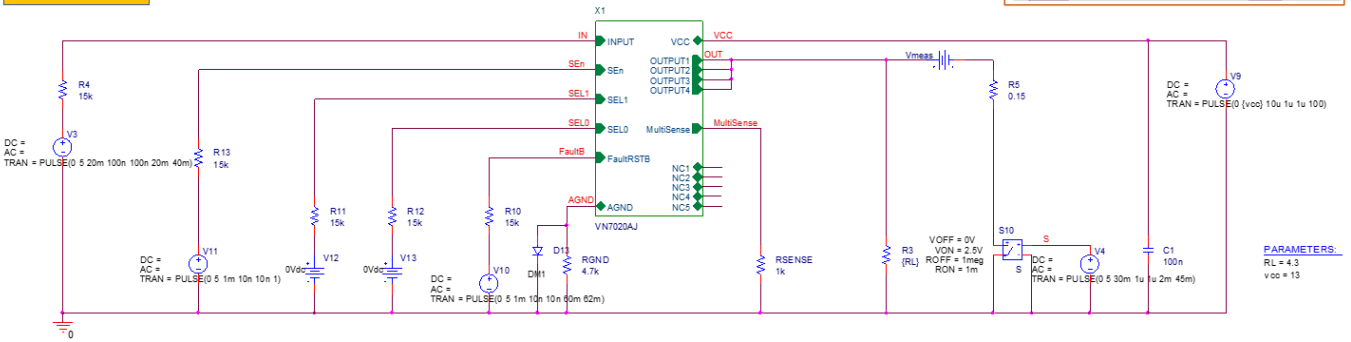 X1
IN
INPUT
VCC
VCC
OUT
OUTPUT1
OUTPUT2
OUTPUT3
OUTPUT4
SEn
SEn
SEL1
SEL1
SEL0
SEL0
MultiSense
MultiSense
FaultB
FaultRSTB
NC1
NC2
NC3
NC4
NC5
AGND
AGND
VN7020AJ
Vmeas
R4
15k
V3
DC =
AC =
TRAN = PULSE(0 5 20m 100n 100n 20m 40m)
R13
15k
V11
DC =
AC =
TRAN = PULSE(0 5 1m 10n 10n 1)
R11
15k
0Vdc
V12
R12
15k
0Vdc
V13
R10
15k
V10
DC =
AC =
TRAN = PULSE(0 5 1m 10n 10n 60m 62m)
D13
DM1
RGND
4.7k
RSENSE
1k
R3
{RL}
R5
0.15
S10
VOFF = 0V
VON = 2.5V
ROFF = 1meg
RON = 1m
S
S
V4
DC =
AC =
TRAN = PULSE(0 5 30m 1u 1u 2m 45m)
C1
100n
V9
DC =
AC =
TRAN = PULSE(0 {vcc} 10u 1u 1u 100)
PARAMETERS:
RL = 4.3
vcc = 13
0